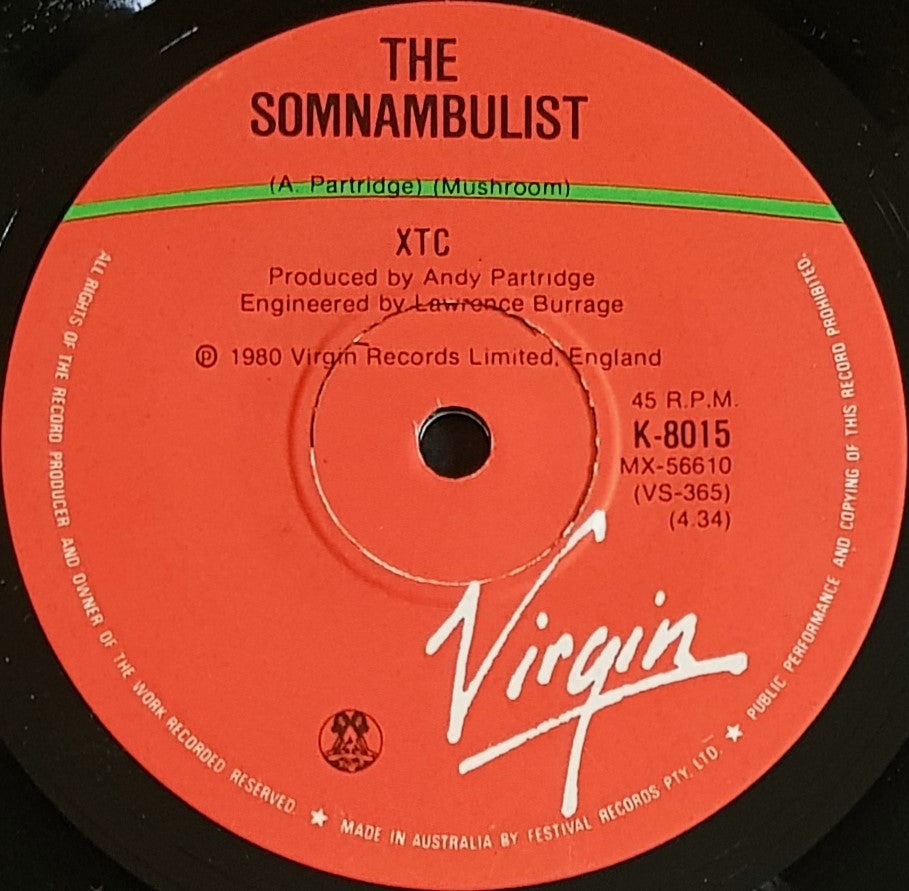 THE
SOMNAMBULIST
(A. Partridge) (Mushroom)
XTC
Produced by Andy Partridge
Engineered by Lawrence Burrage
℗ 1980 Virgin Records Limited, England
45 R.P.M.
K-8015
MX-56610
(VS-365)
(4.34)
Virgin
ALL RIGHTS OF THE RECORD PRODUCER AND OWNER OF THE WORK RECORDED RESERVED. ★ MADE IN AUSTRALIA BY FESTIVAL RECORDS PTY. LTD. ★ PUBLIC PERFORMANCE AND COPYING OF THIS RECORD PROHIBITED.